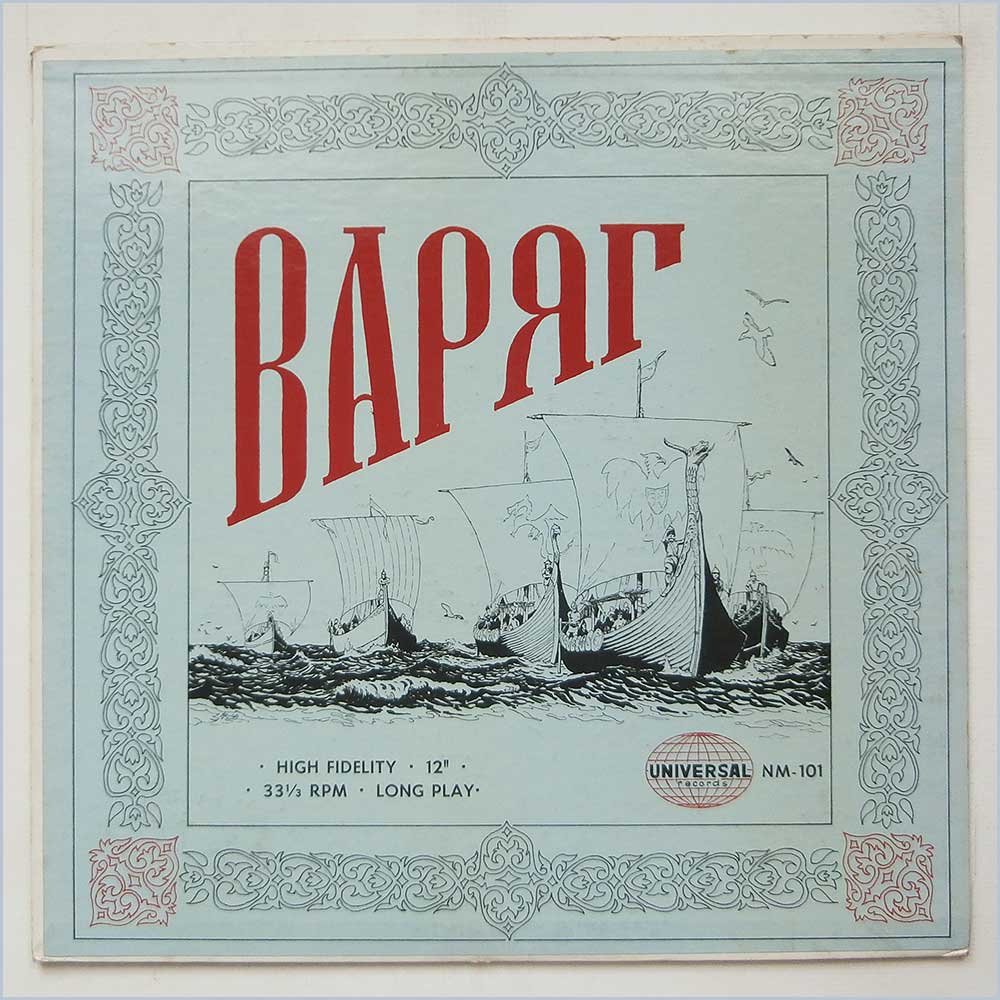 ВАРЯГ
· HIGH FIDELITY · 12" ·
· 33⅓ RPM · LONG PLAY·
UNIVERSAL
records
NM-101